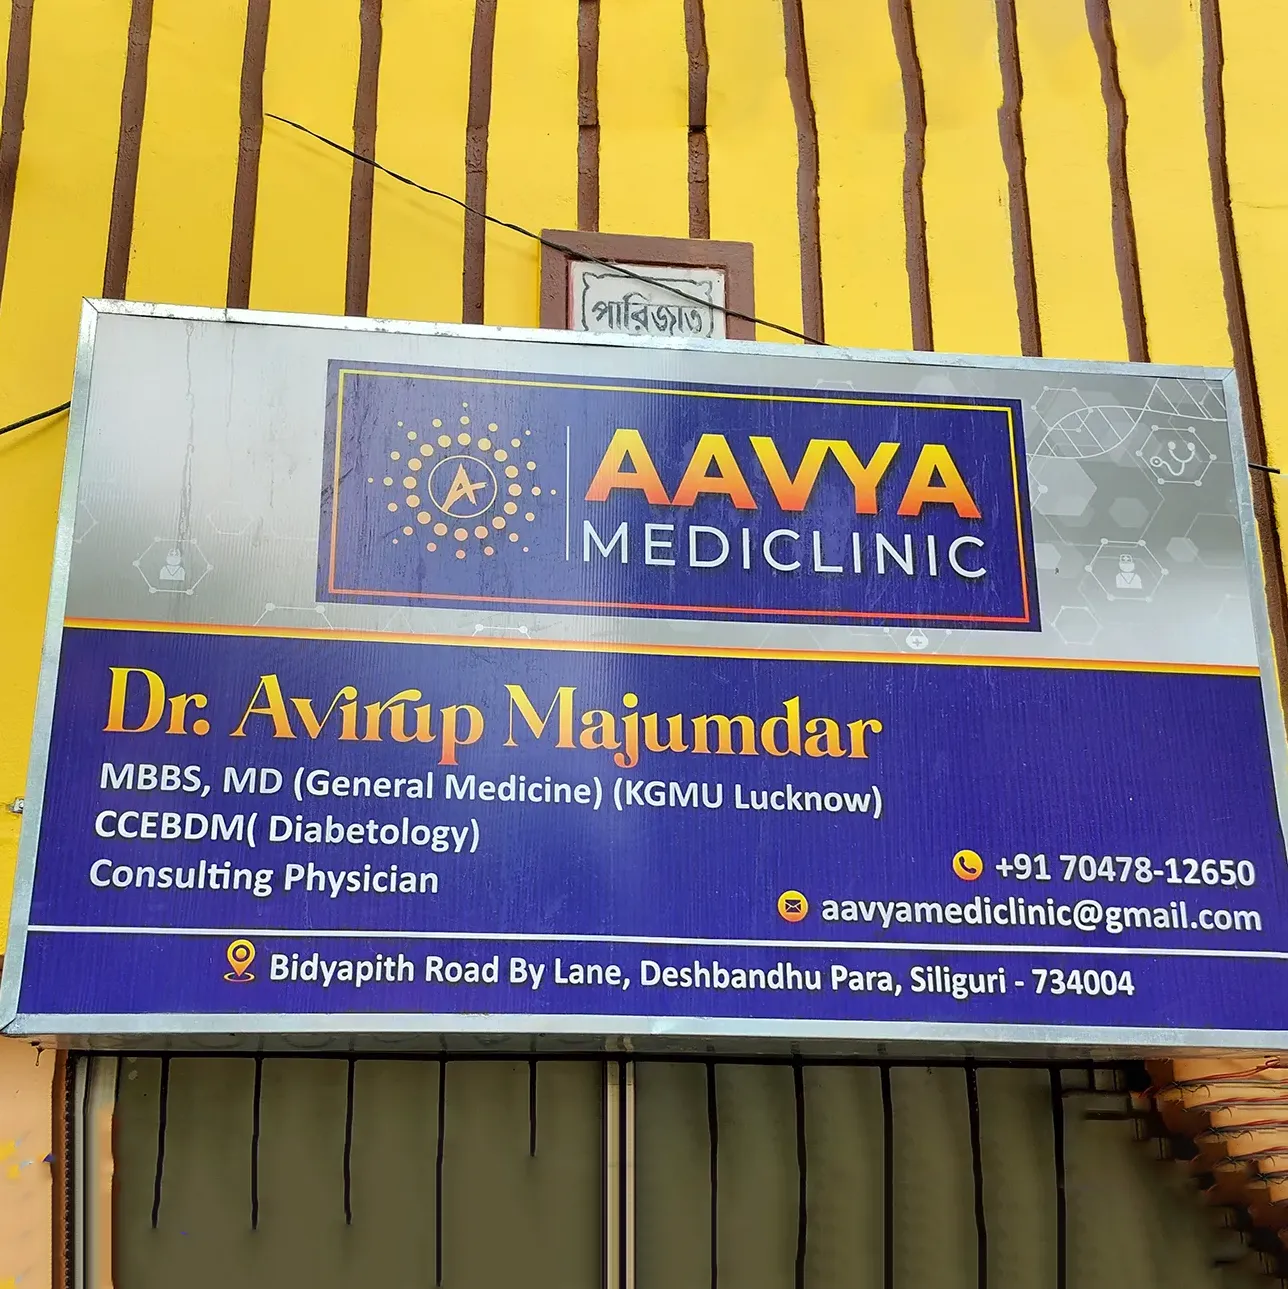 পারিজাত
AAVYA
MEDICLINIC
Dr. Avirup Majumdar
MBBS, MD (General Medicine) (KGMU Lucknow)
CCEBDM( Diabetology)
Consulting Physician
+91 70478-12650
aavyamediclinic@gmail.com
Bidyapith Road By Lane, Deshbandhu Para, Siliguri - 734004